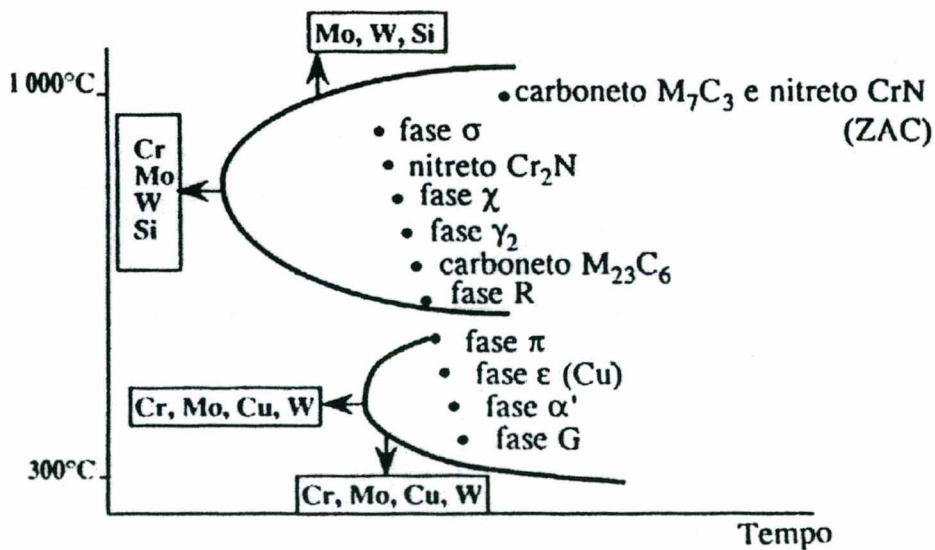 Mo, W, Si
1 000°C
carboneto M₇C₃ e nitreto CrN
(ZAC)
Cr
Mo
W
Si
fase σ
nitreto Cr₂N
fase χ
fase γ₂
carboneto M₂₃C₆
fase R
fase π
fase ε (Cu)
Cr, Mo, Cu, W
fase α'
fase G
300°C
Cr, Mo, Cu, W
Tempo